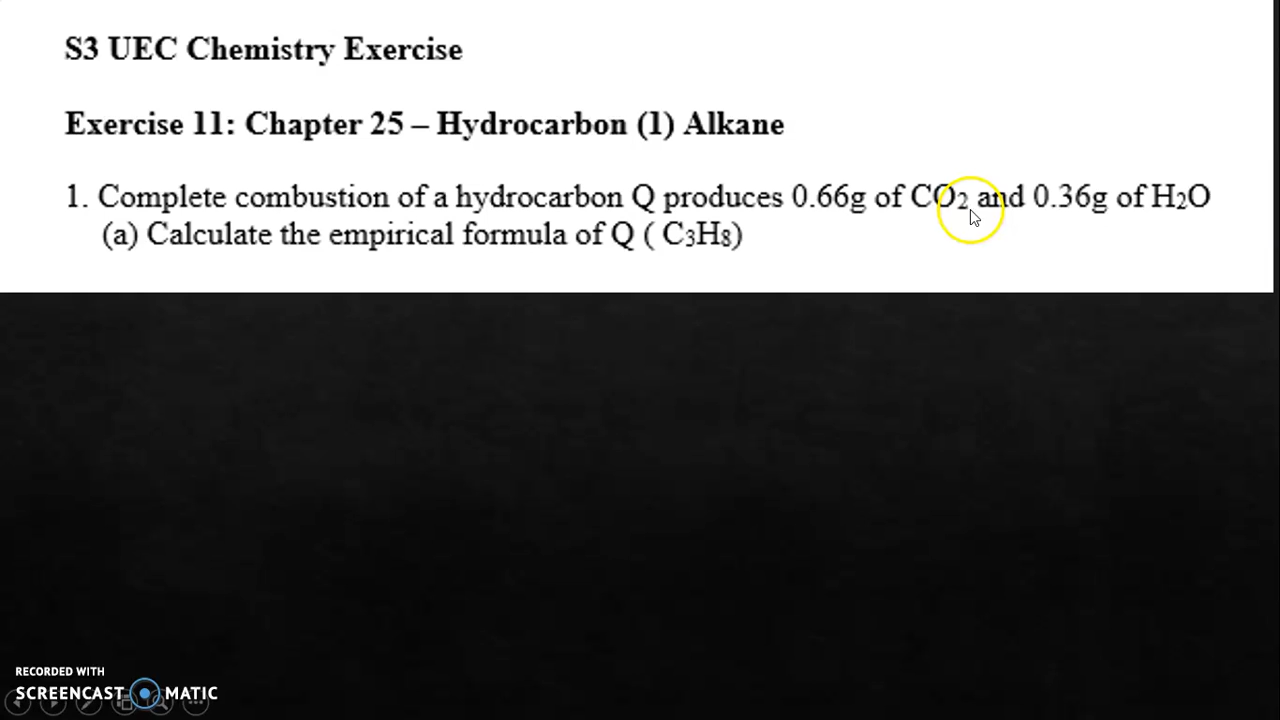 S3 UEC Chemistry Exercise
Exercise 11: Chapter 25 – Hydrocarbon (1) Alkane
1. Complete combustion of a hydrocarbon Q produces 0.66g of CO₂ and 0.36g of H₂O
(a) Calculate the empirical formula of Q ( C₃H₈)
RECORDED WITH
SCREENCAST MATIC